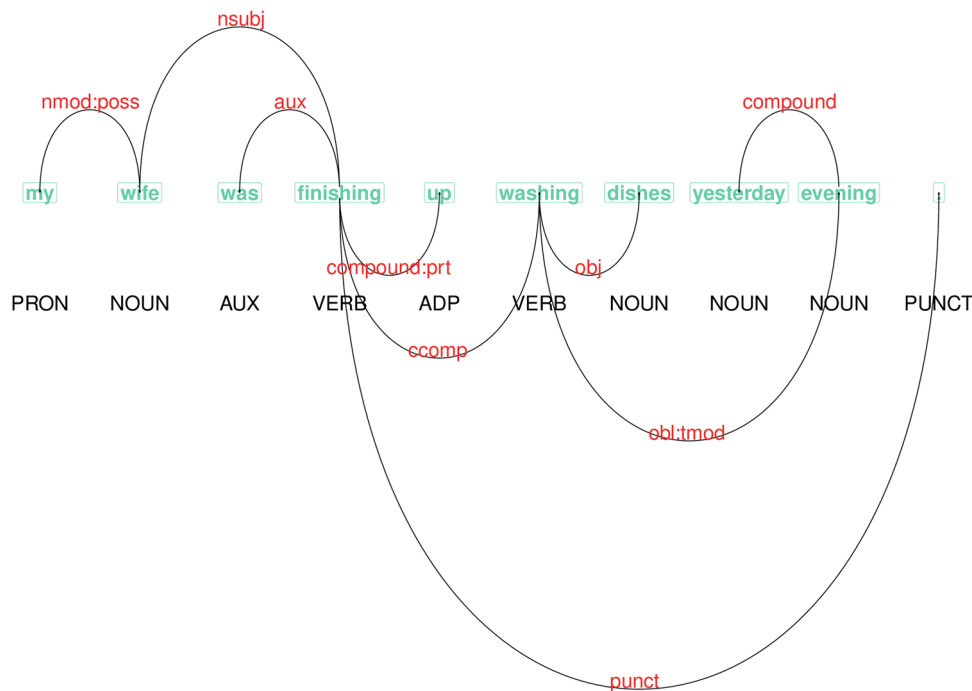 nsubj
nmod:poss aux compound
my wife was finishing up washing dishes yesterday evening .
compound:prt obj
PRON NOUN AUX VERB ADP VERB NOUN NOUN NOUN PUNCT
ccomp
obl:tmod
punct